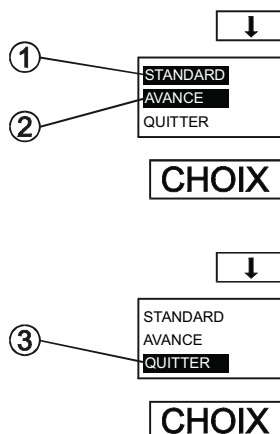 1
STANDARD
AVANCE
2
QUITTER
CHOIX
STANDARD
AVANCE
3
QUITTER
CHOIX